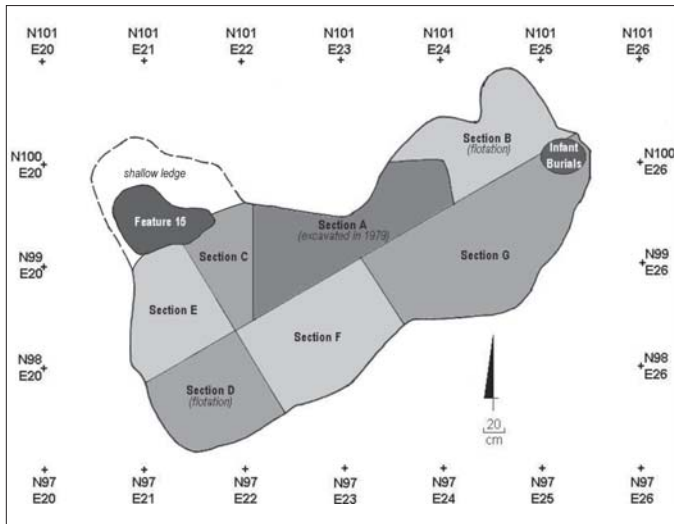 N101 N101 N101 N101 N101 N101 N101
E20 E21 E22 E23 E24 E25 E26
Section B
(flotation)
Infant
Burials
N100
E20
N100
E26
shallow ledge
Feature 15
Section A
(excavated in 1979)
Section C
Section G
N99
E20
N99
E26
Section E
Section F
N98
E20
N98
E26
Section D
(flotation)
20
cm
N97 N97 N97 N97 N97 N97 N97
E20 E21 E22 E23 E24 E25 E26